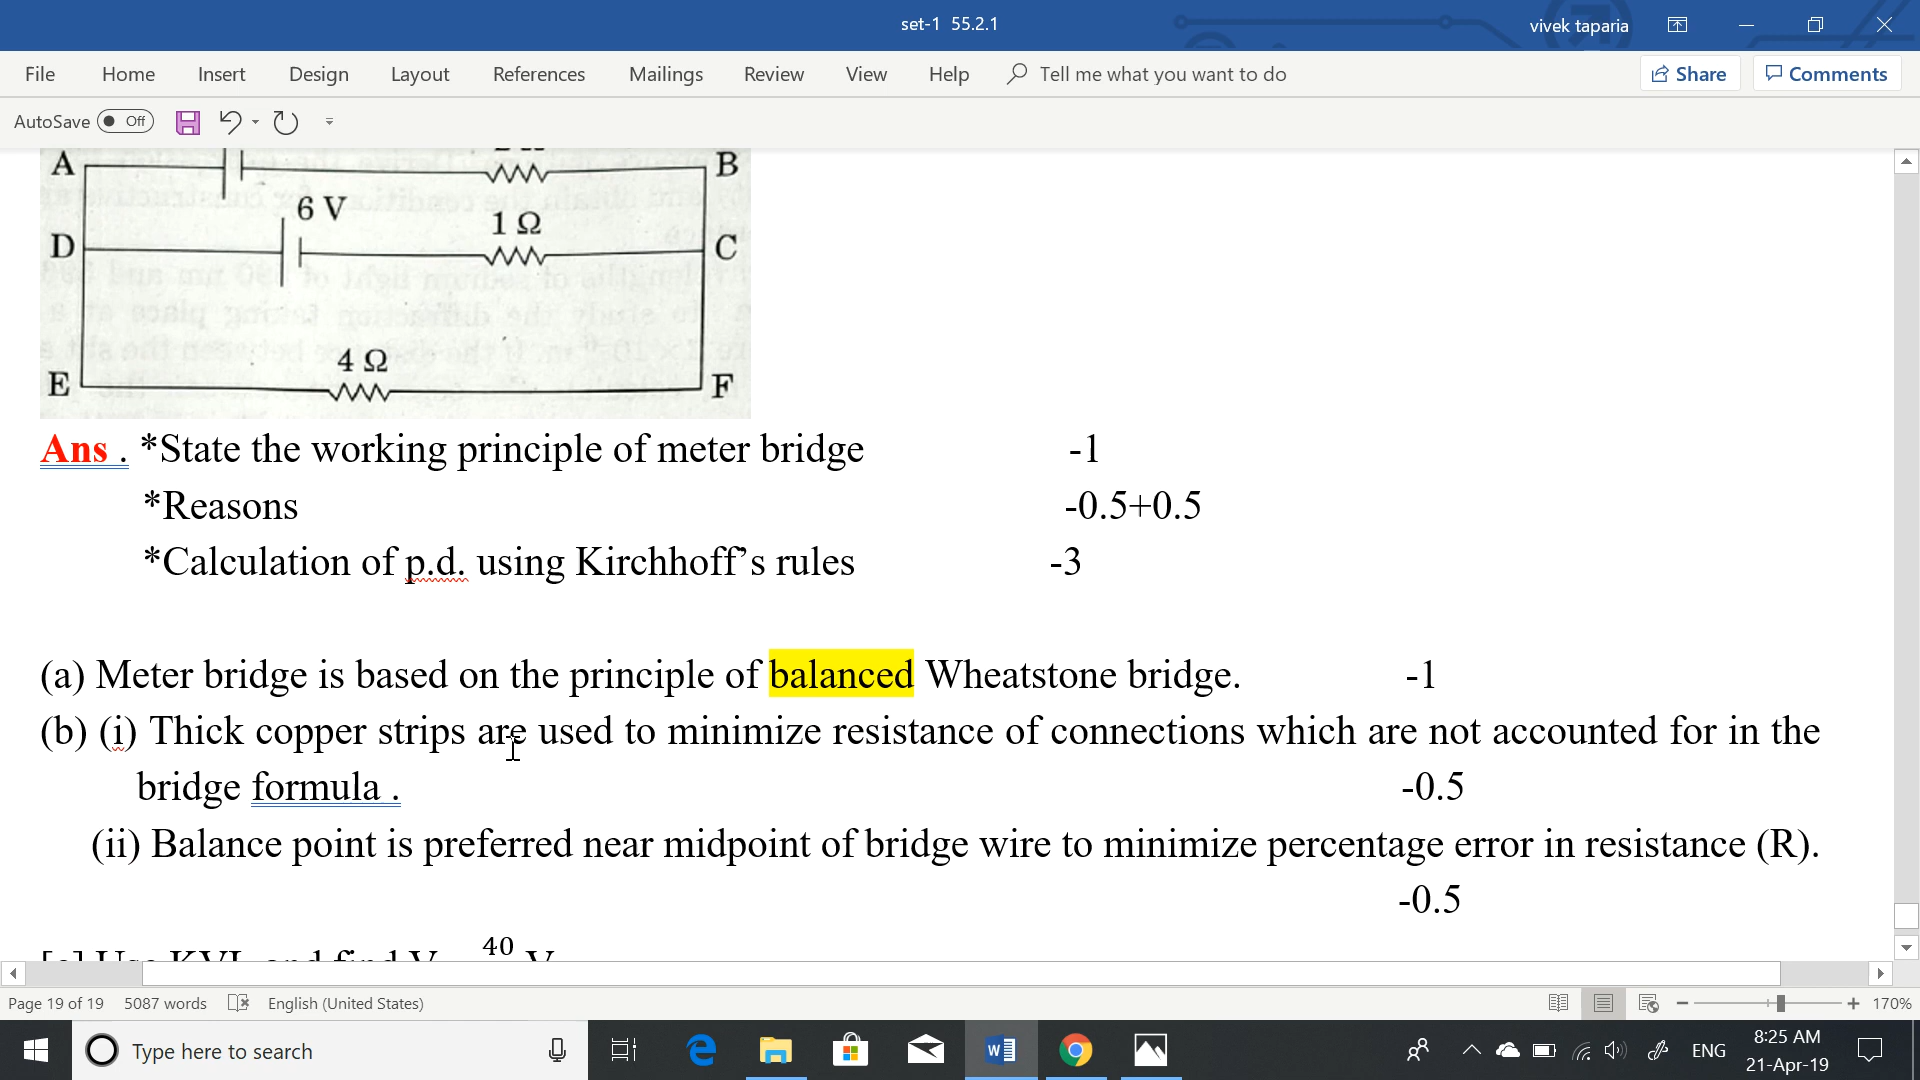 set-1 55.2.1
vivek taparia
File Home Insert Design Layout References Mailings Review View Help Tell me what you want to do Share Comments
AutoSave Off
A B
6 V
1 Ω
D C
4 Ω
E F
Ans . *State the working principle of meter bridge -1
*Reasons -0.5+0.5
*Calculation of p.d. using Kirchhoff’s rules -3
(a) Meter bridge is based on the principle of balanced Wheatstone bridge. -1
(b) (i) Thick copper strips are used to minimize resistance of connections which are not accounted for in the
bridge formula . -0.5
(ii) Balance point is preferred near midpoint of bridge wire to minimize percentage error in resistance (R).
-0.5
Use KVL and find V 40 V
Page 19 of 19 5087 words English (United States) 170%
Type here to search
ENG
8:25 AM
21-Apr-19